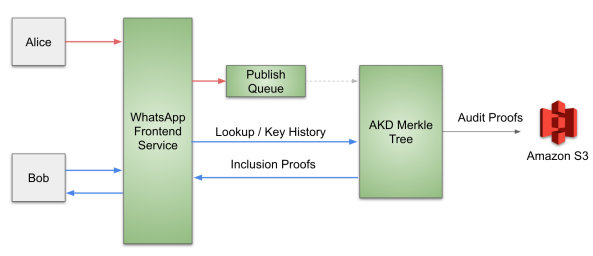 Alice
WhatsApp
Frontend
Service
Bob
Publish
Queue
Lookup / Key History
Inclusion Proofs
AKD Merkle
Tree
Audit Proofs
Amazon S3